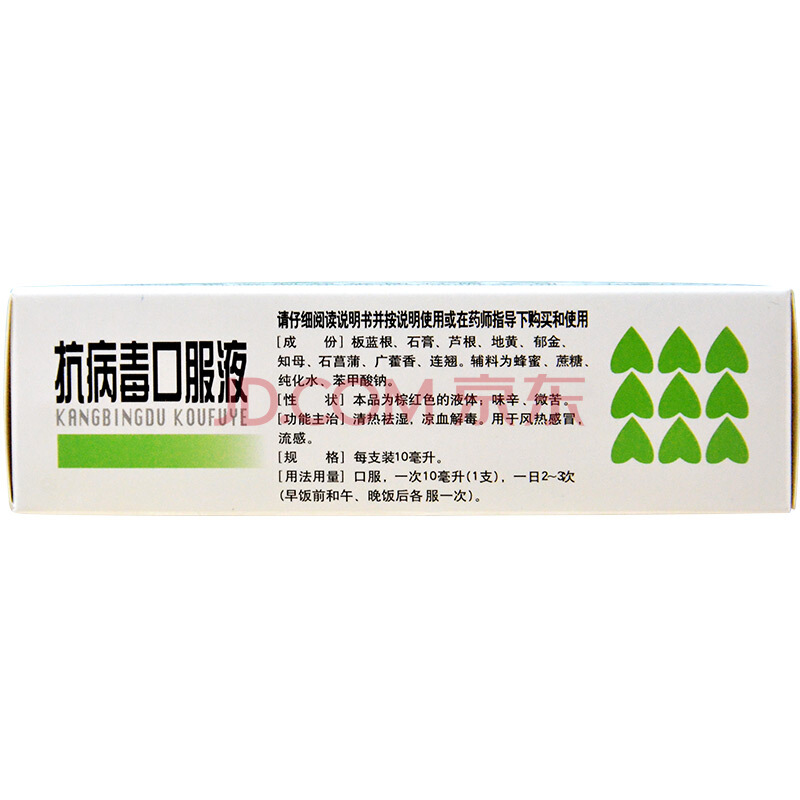 抗病毒口服液
KANGBINGDU KOUFUYE
请仔细阅读说明书并按说明使用或在药师指导下购买和使用
[成　份] 板蓝根、石膏、芦根、地黄、郁金、
知母、石菖蒲、广藿香、连翘。辅料为蜂蜜、蔗糖、
纯化水、苯甲酸钠。
[性　状] 本品为棕红色的液体；味辛、微苦。
[功能主治] 清热祛湿，凉血解毒。用于风热感冒，
流感。
[规　格] 每支装10毫升。
[用法用量] 口服，一次10毫升(1支)，一日2~3次
(早饭前和午、晚饭后各服一次)。
JD.COM 京东